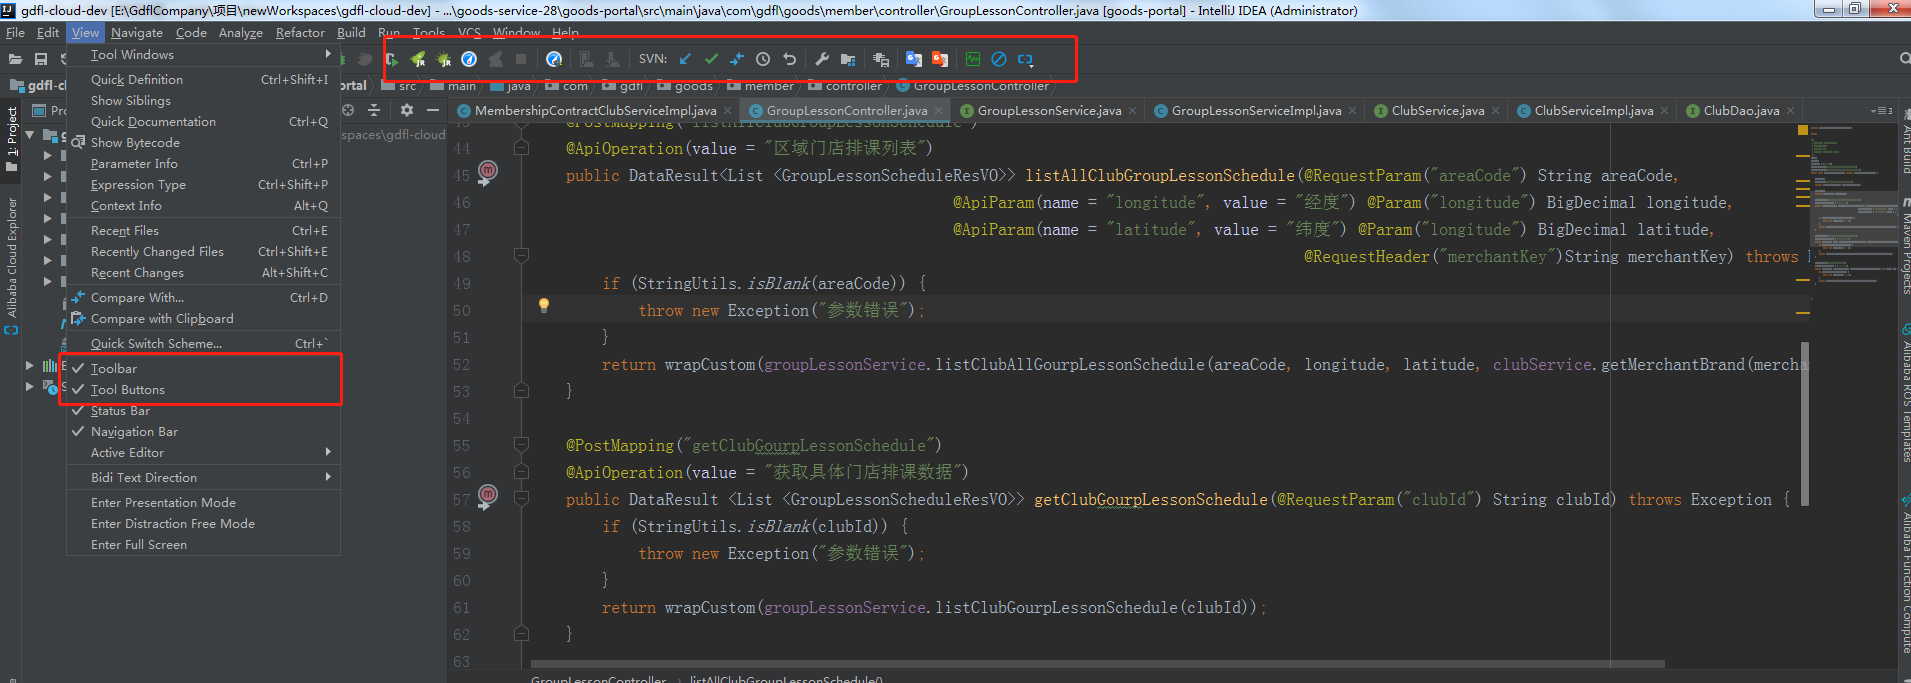 gdfl-cloud-dev [E:\GdflCompany\项目\newWorkspaces\gdfl-cloud-dev] - ...\goods-service-28\goods-portal\src\main\java\com\gdfl\goods\member\controller\GroupLessonController.java [goods-portal] - IntelliJ IDEA (Administrator)
File Edit View Navigate Code Analyze Refactor Build Run Tools VCS Window Help
SVN:
gdfl-cl
ortal src main java com gdfl goods member controller GroupLessonController
MembershipContractClubServiceImpl.java GroupLessonController.java GroupLessonService.java GroupLessonServiceImpl.java ClubService.java ClubServiceImpl.java ClubDao.java
1: Project
Alibaba Cloud Explorer
spaces\gdfl-cloud
Tool Windows
Quick Definition Ctrl+Shift+I
Show Siblings
Quick Documentation Ctrl+Q
Show Bytecode
Parameter Info Ctrl+P
Expression Type Ctrl+Shift+P
Context Info Alt+Q
Recent Files Ctrl+E
Recently Changed Files Ctrl+Shift+E
Recent Changes Alt+Shift+C
Compare With... Ctrl+D
Compare with Clipboard
Quick Switch Scheme... Ctrl+`
Toolbar
Tool Buttons
Status Bar
Navigation Bar
Active Editor
Bidi Text Direction
Enter Presentation Mode
Enter Distraction Free Mode
Enter Full Screen
43 @PostMapping("listAllClubGroupLessonSchedule")
44 @ApiOperation(value = "区域门店排课列表")
45 public DataResult<List <GroupLessonScheduleResVO>> listAllClubGroupLessonSchedule(@RequestParam("areaCode") String areaCode,
46 @ApiParam(name = "longitude", value = "经度") @Param("longitude") BigDecimal longitude,
47 @ApiParam(name = "latitude", value = "纬度") @Param("longitude") BigDecimal latitude,
48 @RequestHeader("merchantKey")String merchantKey) throws
49 if (StringUtils.isBlank(areaCode)) {
50 throw new Exception("参数错误");
51 }
52 return wrapCustom(groupLessonService.listClubAllGourpLessonSchedule(areaCode, longitude, latitude, clubService.getMerchantBrand(mercha
53 }
54
55 @PostMapping("getClubGourpLessonSchedule")
56 @ApiOperation(value = "获取具体门店排课数据")
57 public DataResult <List <GroupLessonScheduleResVO>> getClubGourpLessonSchedule(@RequestParam("clubId") String clubId) throws Exception {
58 if (StringUtils.isBlank(clubId)) {
59 throw new Exception("参数错误");
60 }
61 return wrapCustom(groupLessonService.listClubGourpLessonSchedule(clubId));
62 }
63
GroupLessonController > listAllClubGroupLessonSchedule()
Ant Build
Maven Projects
Alibaba ROS Templates
Alibaba Function Compute